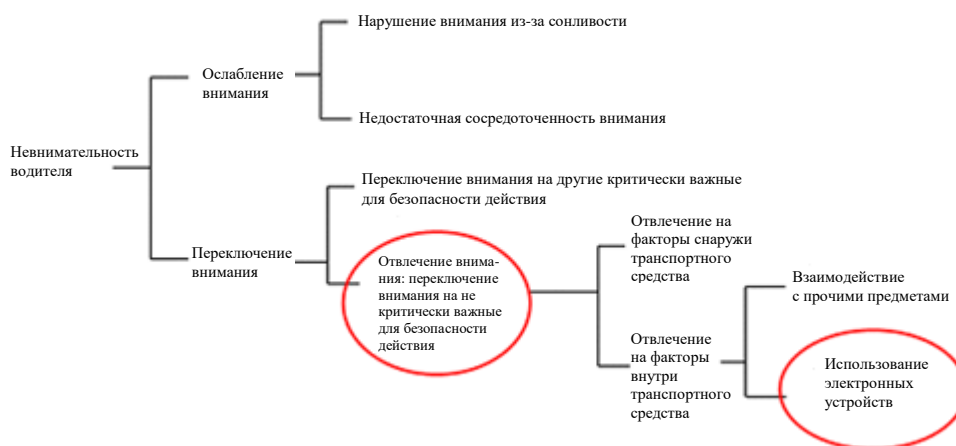 Нарушение внимания из-за сонливости
Ослабление
внимания
Недостаточная сосредоточенность внимания
Невнимательность
водителя
Переключение внимания на другие критически важные
для безопасности действия
Переключение
внимания
Отвлечение внима-
ния: переключение
внимания на не
критически важные
для безопасности
действия
Отвлечение на
факторы снаружи
транспортного
средства
Взаимодействие
с прочими предметами
Отвлечение
на факторы
внутри
транспортного
средства
Использование
электронных
устройств